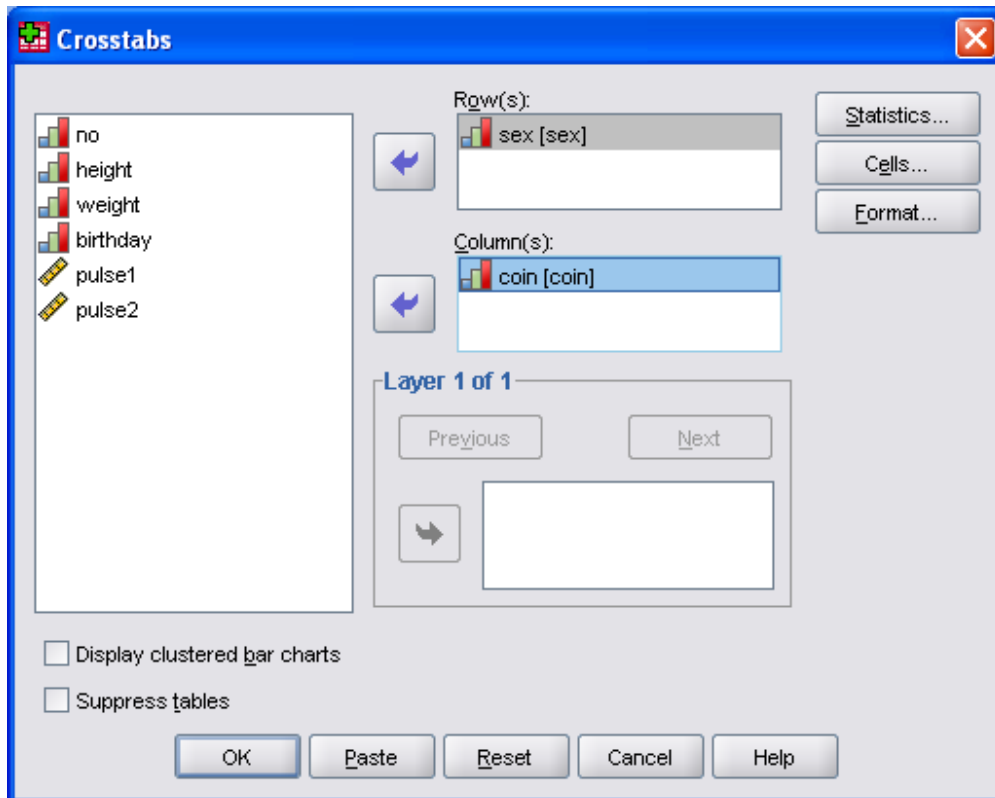 Crosstabs
no
height
weight
birthday
pulse1
pulse2
Row(s):
sex [sex]
Column(s):
coin [coin]
Layer 1 of 1
Previous
Next
Statistics...
Cells...
Format...
Display clustered bar charts
Suppress tables
OK
Paste
Reset
Cancel
Help